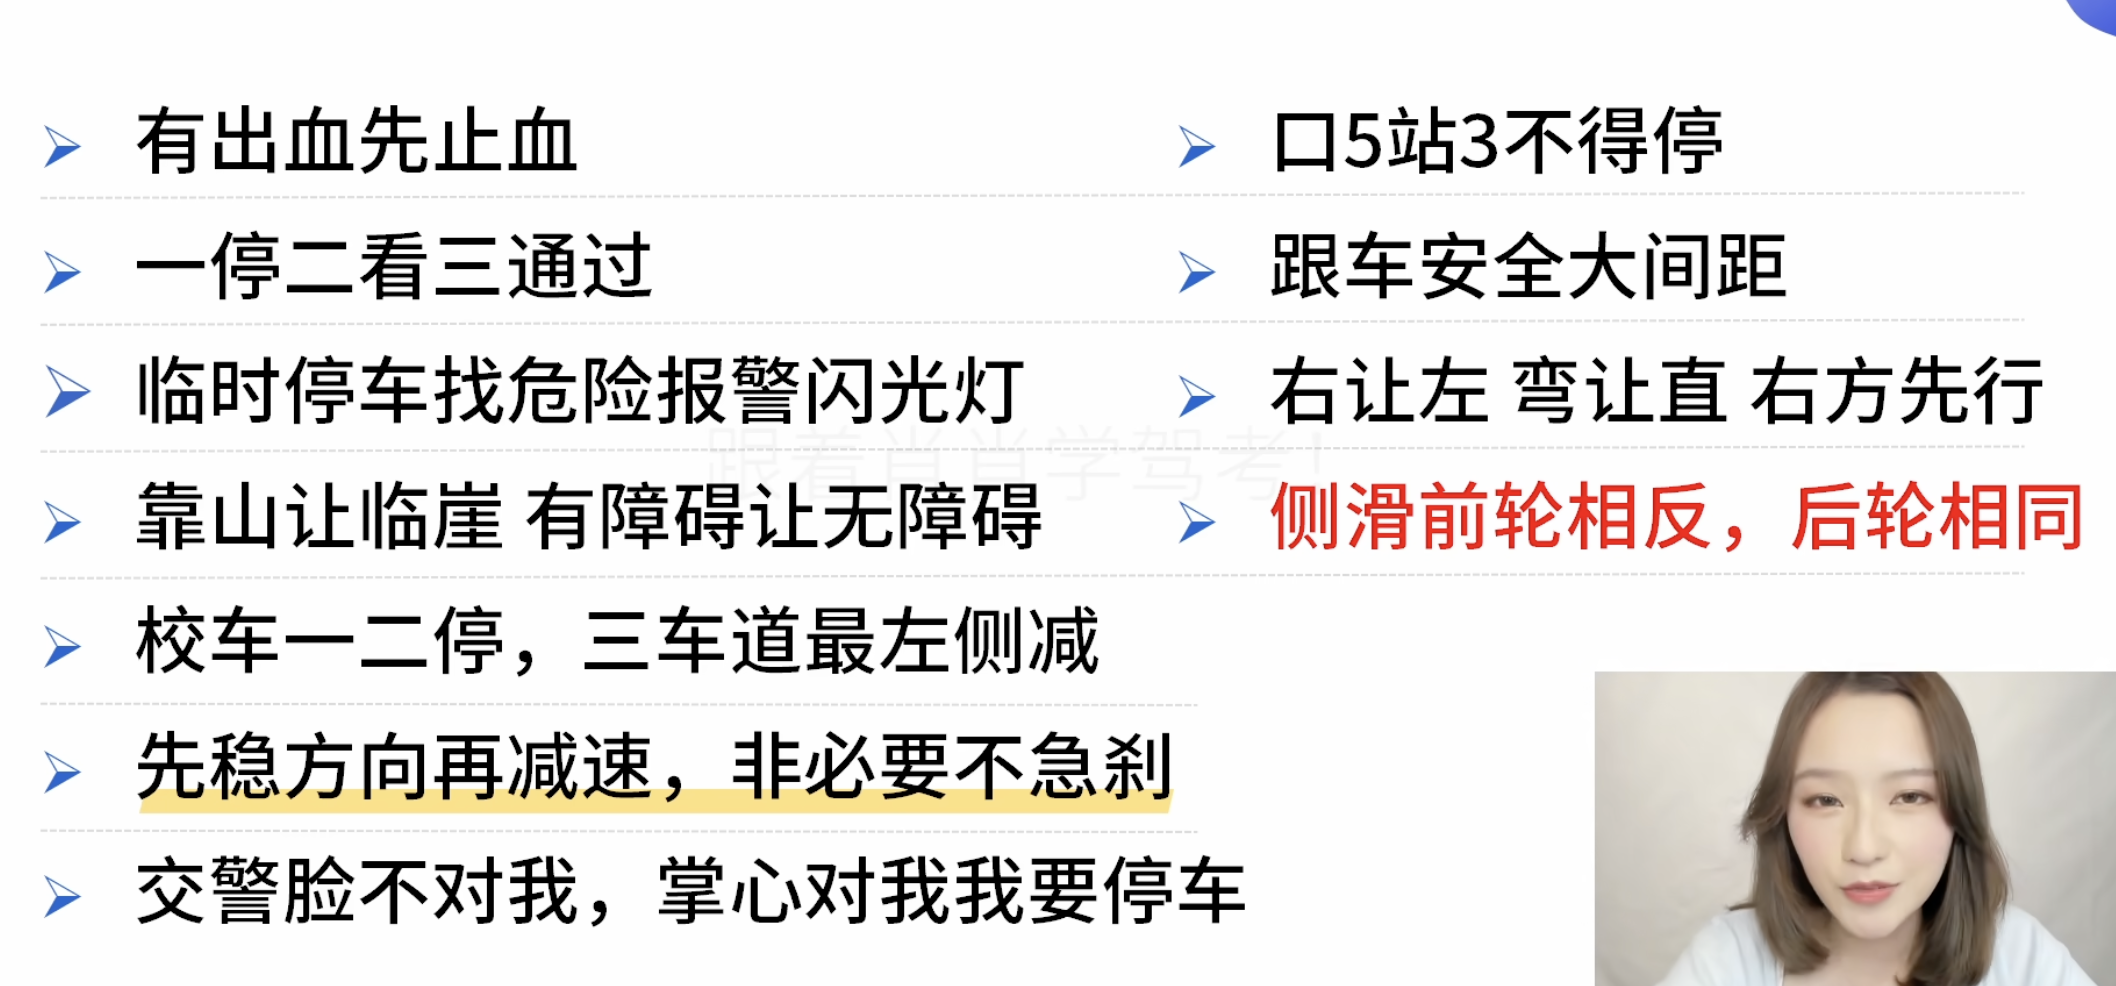 有出血先止血
一停二看三通过
临时停车找危险报警闪光灯
靠山让临崖 有障碍让无障碍
校车一二停，三车道最左侧减
先稳方向再减速，非必要不急刹
交警脸不对我，掌心对我我要停车
口5站3不得停
跟车安全大间距
右让左 弯让直 右方先行
侧滑前轮相反，后轮相同
跟着肖肖学驾考！